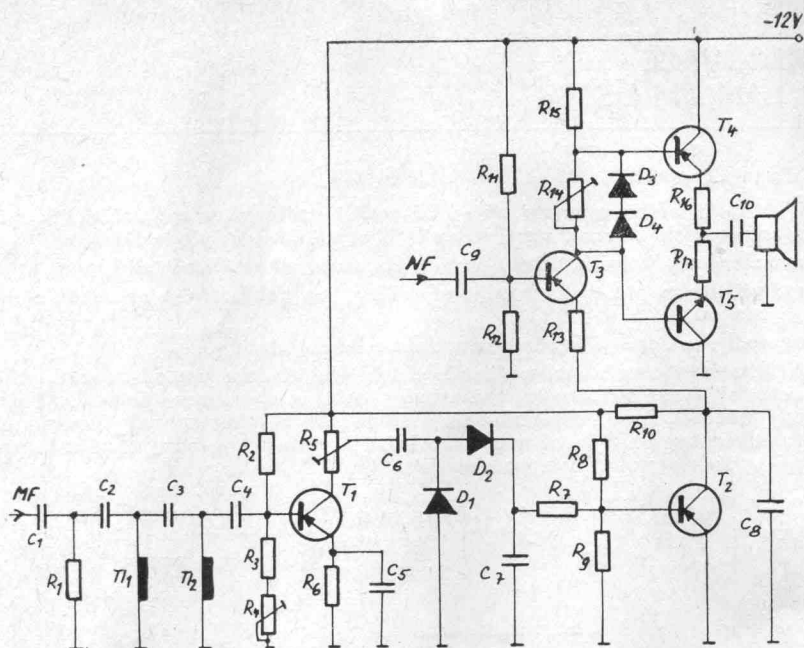 -12V
R15
T4
R11
R14
D3
R16
C10
D4
NF
C9
T3
R17
T5
R12
R13
R10
R2
R5
C6
D2
R8
T2
MF
C2
C3
C4
T1
D1
R7
C8
C1
R3
R9
R1
Tl1
Tl2
R4
R6
C5
C7